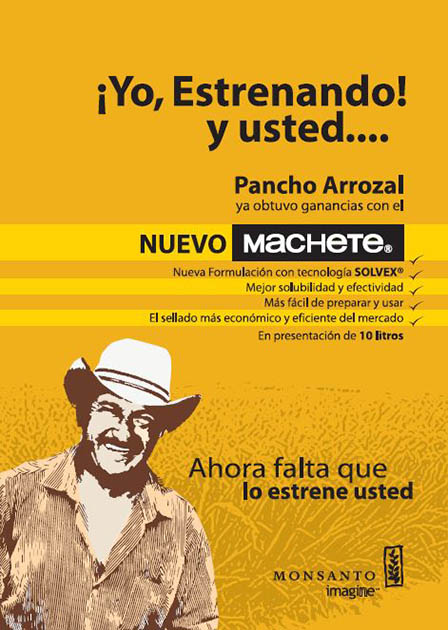 ¡Yo, Estrenando!
y usted....
Pancho Arrozal
ya obtuvo ganancias con el
NUEVO MACHETE®
Nueva Formulación con tecnología SOLVEX®
Mejor solubilidad y efectividad
Más fácil de preparar y usar
El sellado más económico y eficiente del mercado
En presentación de 10 litros
Ahora falta que
lo estrene usted
MONSANTO
imagine™